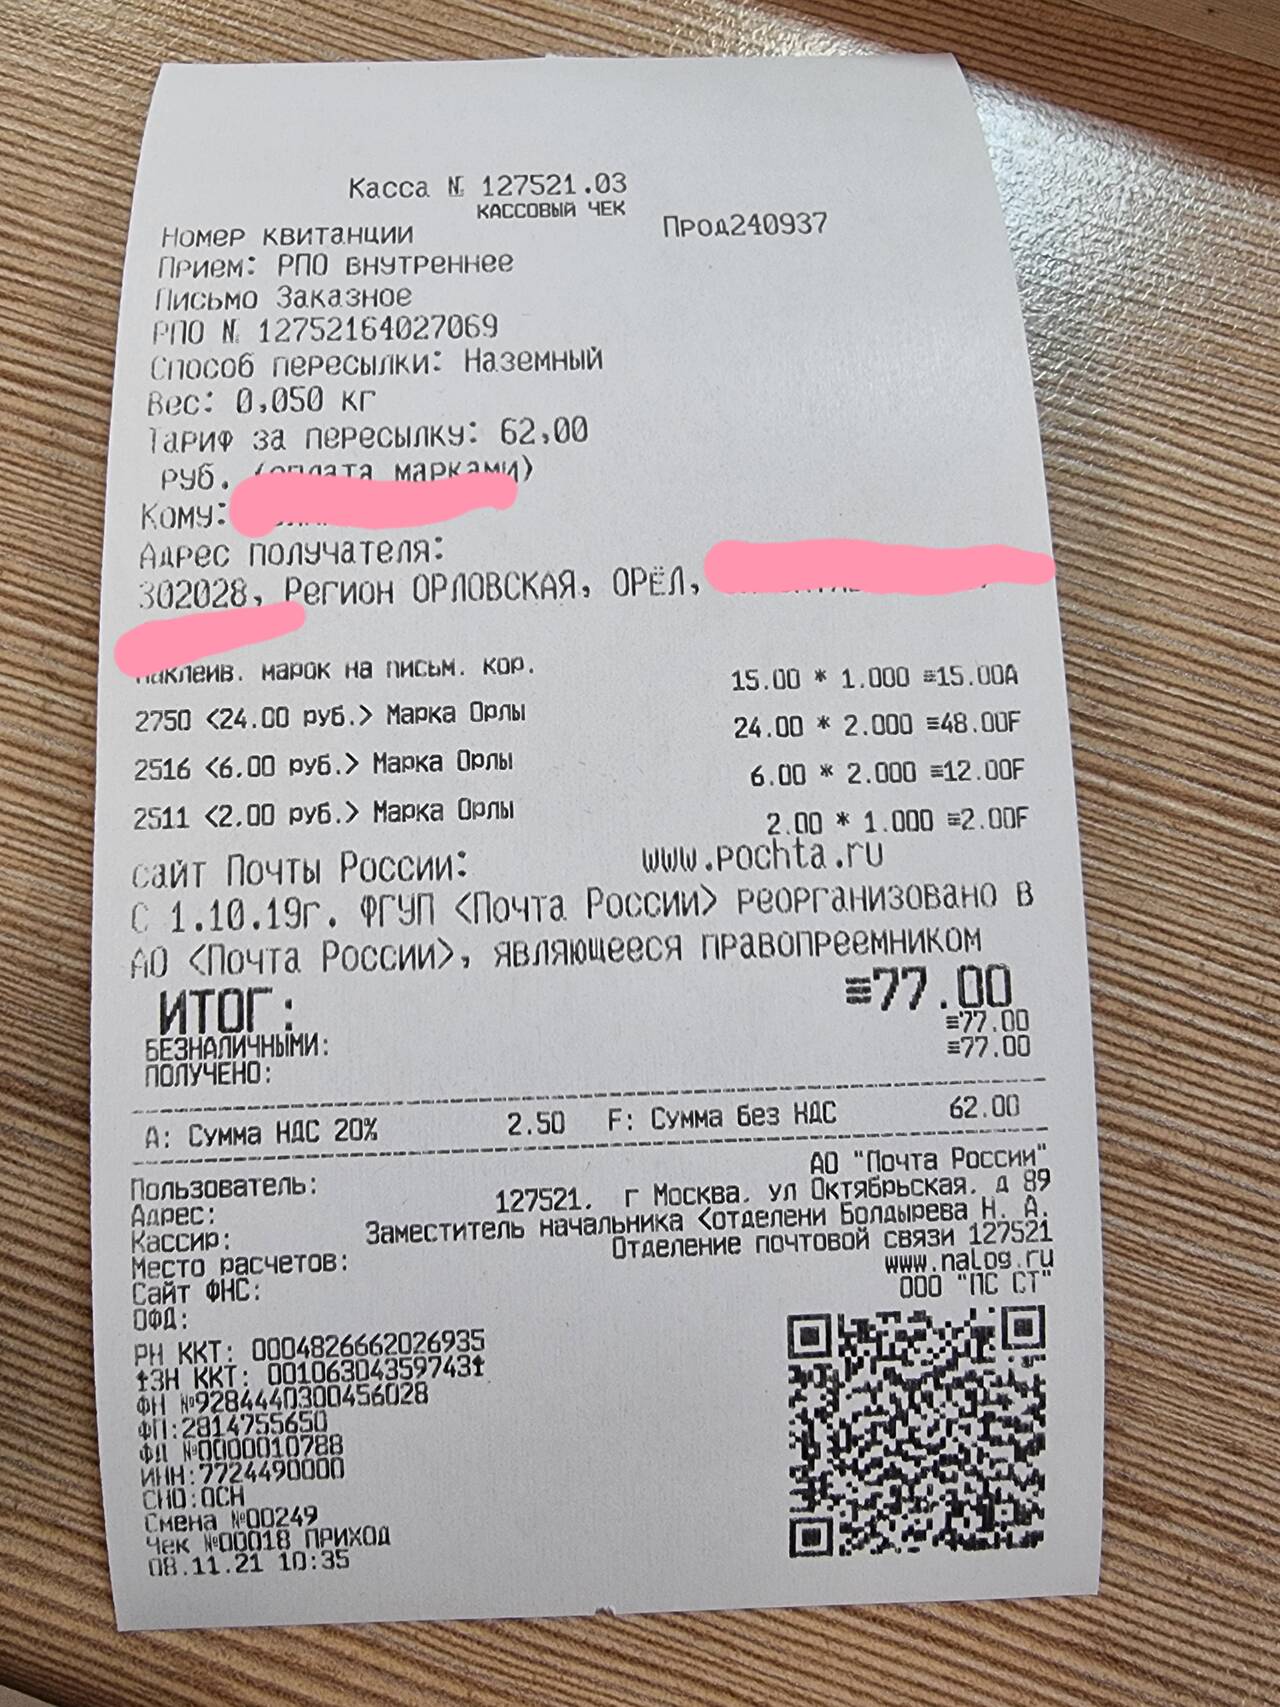 Касса № 127521.03
КАССОВЫЙ ЧЕК
Номер квитанции Прод240937
Прием: РПО внутреннее
Письмо Заказное
РПО № 12752164027069
Способ пересылки: Наземный
Вес: 0,050 кг
Тариф за пересылку: 62,00
руб. (оплата марками)
Кому:
Адрес получателя:
302028, Регион ОРЛОВСКАЯ, ОРЁЛ,
Наклеив. марок на письм. кор. 15.00 * 1.000 ≡15.00А
2750 <24.00 руб.> Марка Орлы 24.00 * 2.000 ≡48.00F
2516 <6.00 руб.> Марка Орлы 6.00 * 2.000 ≡12.00F
2511 <2.00 руб.> Марка Орлы 2.00 * 1.000 ≡2.00F
сайт Почты России: www.pochta.ru
С 1.10.19г. ФГУП <Почта России> реорганизовано в
АО <Почта России>, являющееся правопреемником
ИТОГ: ≡77.00
БЕЗНАЛИЧНЫМИ: ≡77.00
ПОЛУЧЕНО: ≡77.00
А: Сумма НДС 20% 2.50 F: Сумма без НДС 62.00
Пользователь: АО "Почта России"
Адрес: 127521, г Москва, ул Октябрьская, д 89
Кассир: Заместитель начальника <отделени Болдырева Н. А.
Место расчетов: Отделение почтовой связи 127521
Сайт ФНС: www.nalog.ru
ОФД: ООО "ПС СТ"
РН ККТ: 0004826662026935
↑ЗН ККТ: 00106304359743↑
ФН №9284440300456028
ФП:2814755650
ФД №0000010788
ИНН:7724490000
СНО:ОСН
Смена №00249
Чек №00018 ПРИХОД
08.11.21 10:35